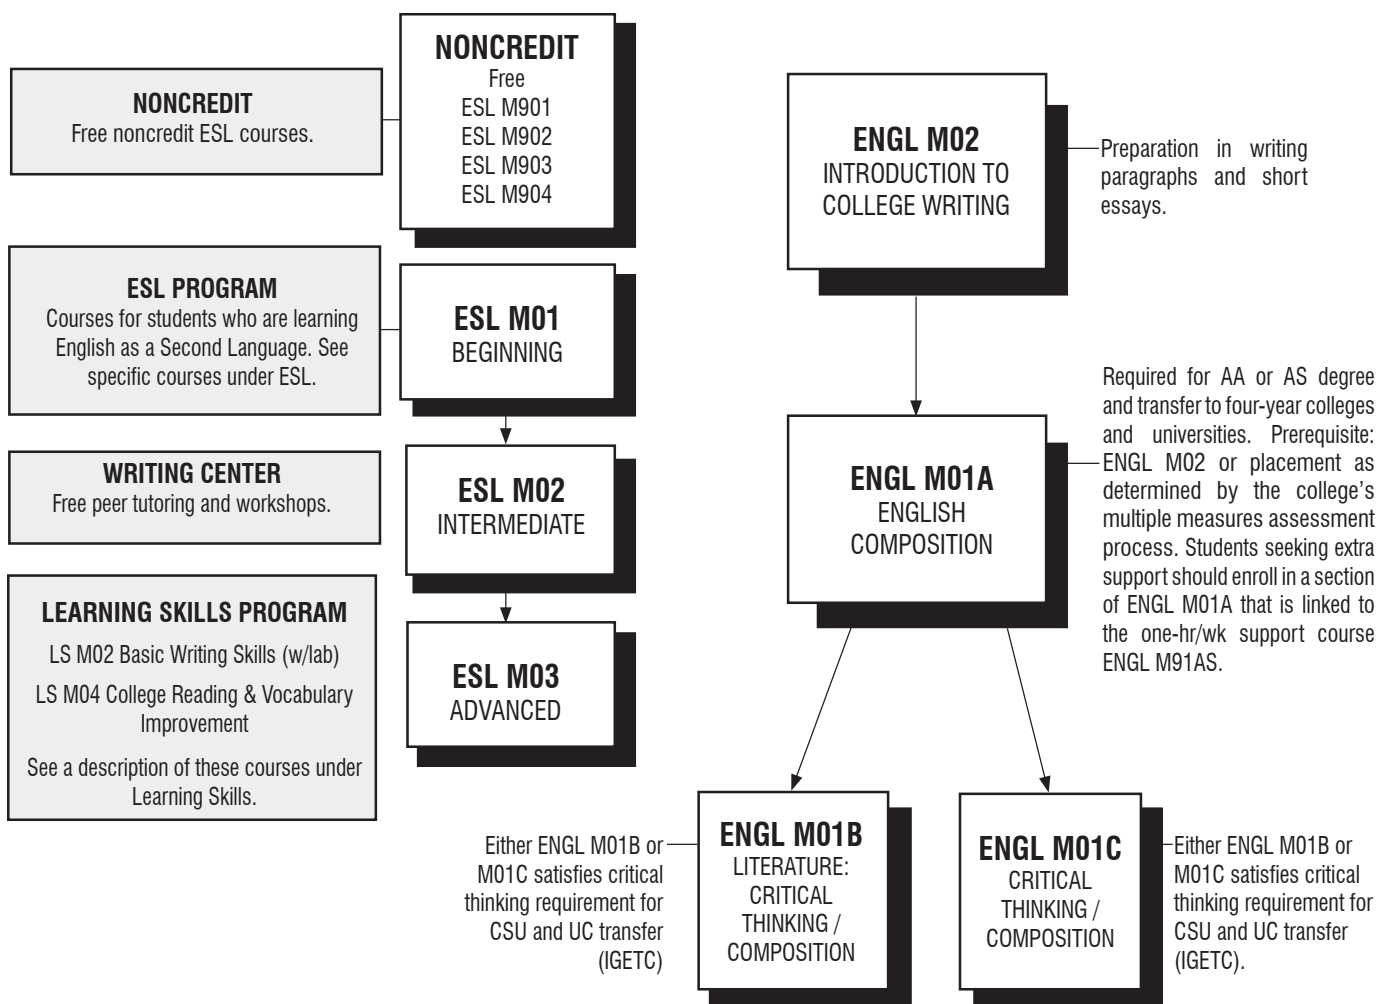 NONCREDIT
Free noncredit ESL courses.
NONCREDIT
Free
ESL M901
ESL M902
ESL M903
ESL M904
ESL PROGRAM
Courses for students who are learning
English as a Second Language. See
specific courses under ESL.
ESL M01
BEGINNING
WRITING CENTER
Free peer tutoring and workshops.
ESL M02
INTERMEDIATE
LEARNING SKILLS PROGRAM
LS M02 Basic Writing Skills (w/lab)
LS M04 College Reading & Vocabulary
Improvement
See a description of these courses under
Learning Skills.
ESL M03
ADVANCED
ENGL M02
INTRODUCTION TO
COLLEGE WRITING
Preparation in writing
paragraphs and short
essays.
ENGL M01A
ENGLISH
COMPOSITION
Required for AA or AS degree
and transfer to four-year colleges
and universities. Prerequisite:
ENGL M02 or placement as
determined by the college's
multiple measures assessment
process. Students seeking extra
support should enroll in a section
of ENGL M01A that is linked to
the one-hr/wk support course
ENGL M91AS.
Either ENGL M01B or
M01C satisfies critical
thinking requirement for
CSU and UC transfer
(IGETC)
ENGL M01B
LITERATURE:
CRITICAL
THINKING /
COMPOSITION
ENGL M01C
CRITICAL
THINKING /
COMPOSITION
Either ENGL M01B or
M01C satisfies critical
thinking requirement for
CSU and UC transfer
(IGETC).